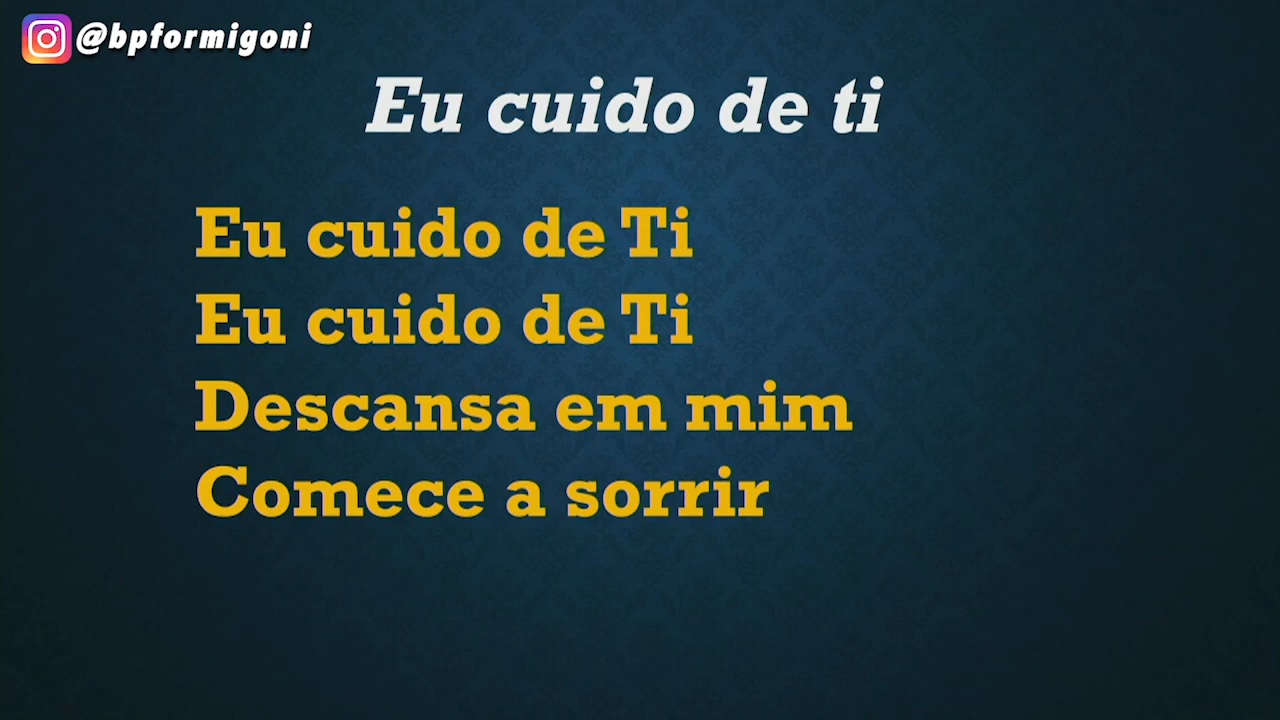 @bpformigoni
Eu cuido de ti
Eu cuido de Ti
Eu cuido de Ti
Descansa em mim
Comece a sorrir